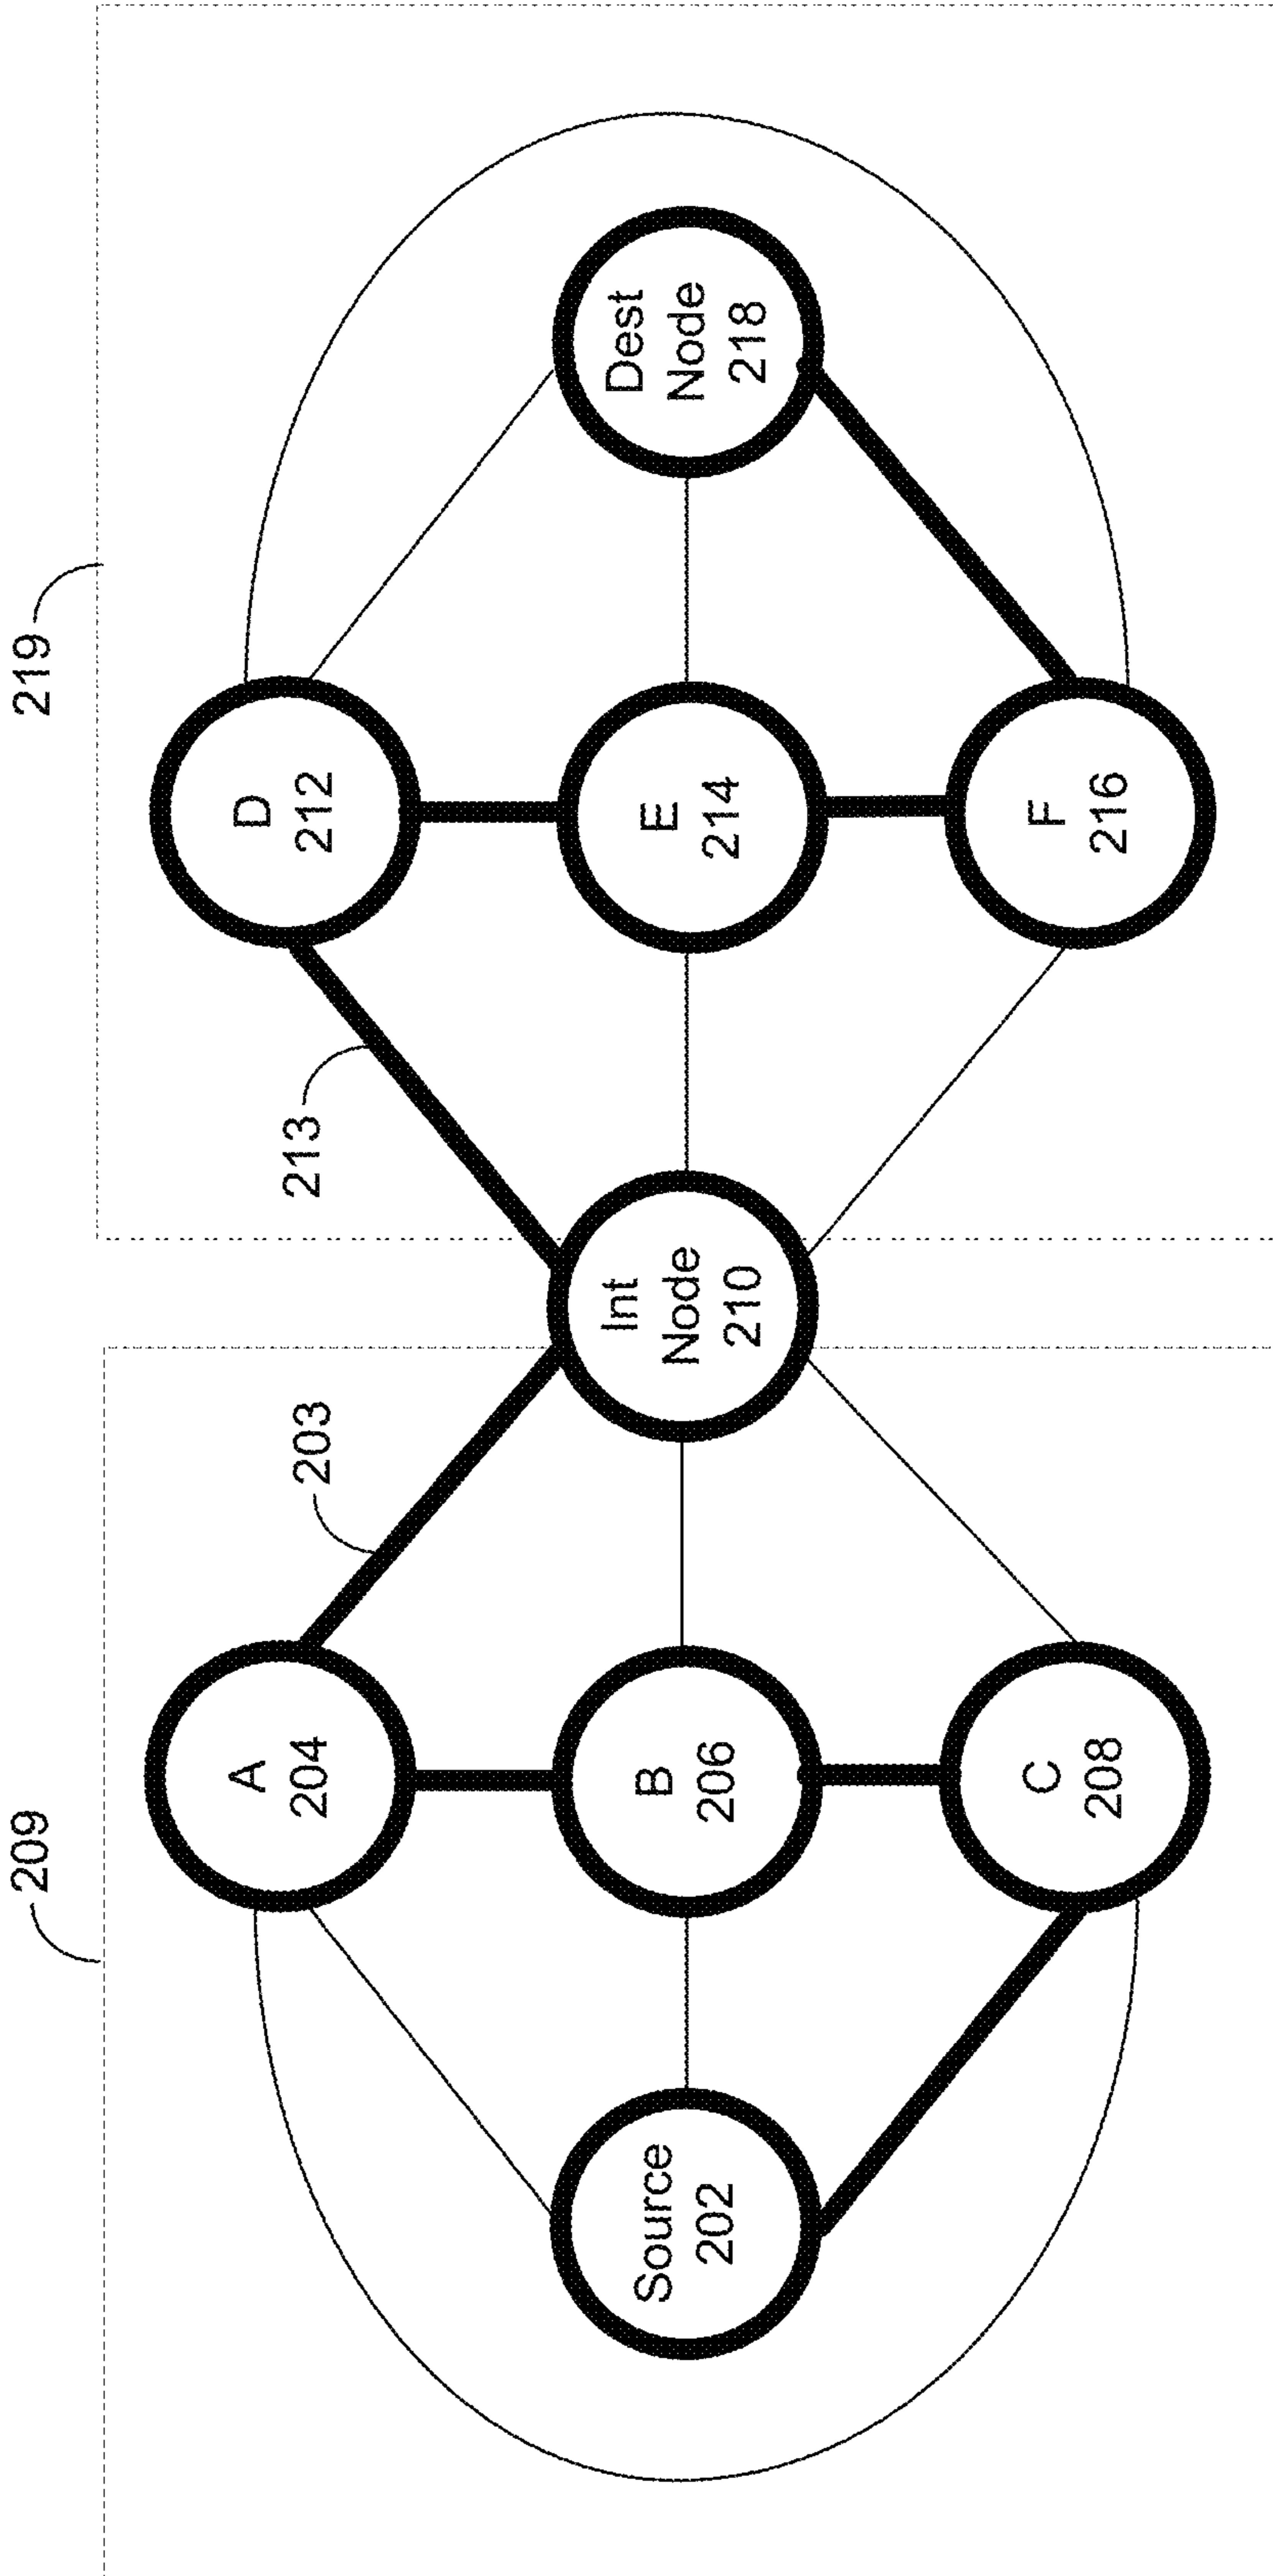 209
219
203
213
A
204
D
212
Source
202
B
206
Int
Node
210
E
214
Dest
Node
218
C
208
F
216